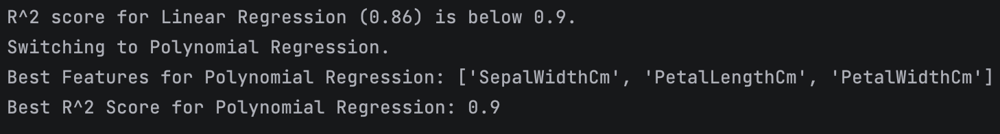 R^2 score for Linear Regression (0.86) is below 0.9.
Switching to Polynomial Regression.
Best Features for Polynomial Regression: ['SepalWidthCm', 'PetalLengthCm', 'PetalWidthCm']
Best R^2 Score for Polynomial Regression: 0.9